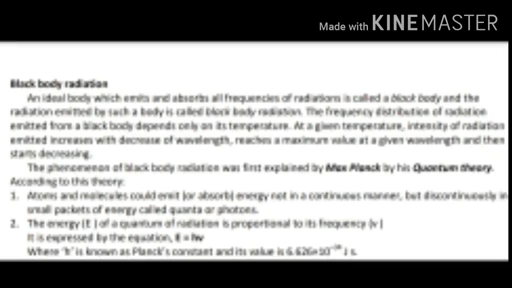 Made with KINEMASTER
Black body radiation
An ideal body which emits and absorbs all frequencies of radiations is called a black body and the
radiation emitted by such a body is called black body radiation. The frequency distribution of radiation
emitted from a black body depends only on its temperature. At a given temperature, intensity of radiation
emitted increases with decrease of wavelength, reaches a maximum value at a given wavelength and then
starts decreasing.
The phenomenon of black body radiation was first explained by Max Planck by his Quantum theory.
According to this theory:
1. Atoms and molecules could emit (or absorb) energy not in a continuous manner, but discontinuously in
small packets of energy called quanta or photons.
2. The energy (E ) of a quantum of radiation is proportional to its frequency (ν )
It is expressed by the equation, E = hν
Where 'h' is known as Planck's constant and its value is 6.626×10⁻³⁴ J s.